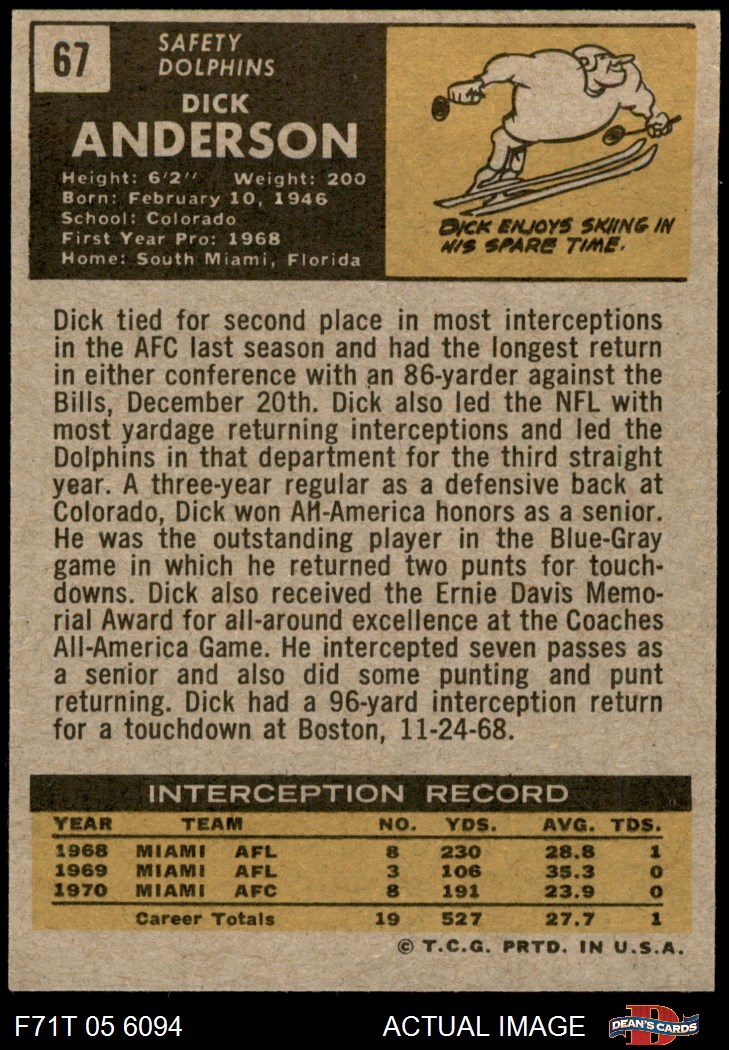 67
SAFETY
DOLPHINS
DICK
ANDERSON
Height: 6'2'' Weight: 200
Born: February 10, 1946
School: Colorado
First Year Pro: 1968
Home: South Miami, Florida
DICK ENJOYS SKIING IN
HIS SPARE TIME.
Dick tied for second place in most interceptions
in the AFC last season and had the longest return
in either conference with an 86-yarder against the
Bills, December 20th. Dick also led the NFL with
most yardage returning interceptions and led the
Dolphins in that department for the third straight
year. A three-year regular as a defensive back at
Colorado, Dick won All-America honors as a senior.
He was the outstanding player in the Blue-Gray
game in which he returned two punts for touch-
downs. Dick also received the Ernie Davis Memo-
rial Award for all-around excellence at the Coaches
All-America Game. He intercepted seven passes as
a senior and also did some punting and punt
returning. Dick had a 96-yard interception return
for a touchdown at Boston, 11-24-68.
INTERCEPTION RECORD
YEAR TEAM NO. YDS. AVG. TDS.
1968 MIAMI AFL 8 230 28.8 1
1969 MIAMI AFL 3 106 35.3 0
1970 MIAMI AFC 8 191 23.9 0
Career Totals 19 527 27.7 1
© T.C.G. PRTD. IN U.S.A.
F71T 05 6094 ACTUAL IMAGE D DEAN'S CARDS